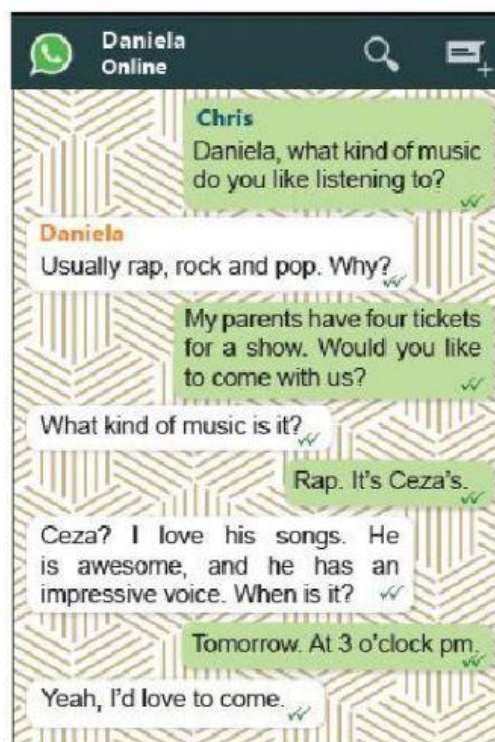 Daniela
Online
Chris
Daniela, what kind of music
do you like listening to?
Daniela
Usually rap, rock and pop. Why?
My parents have four tickets
for a show. Would you like
to come with us?
What kind of music is it?
Rap. It's Ceza's.
Ceza? I love his songs. He
is awesome, and he has an
impressive voice. When is it?
Tomorrow. At 3 o'clock pm.
Yeah, I'd love to come.